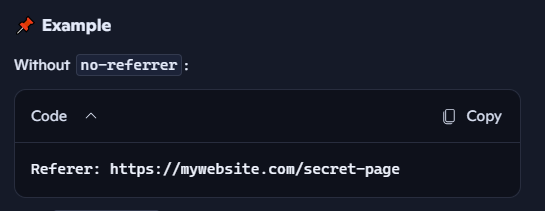 📌 Example
Without no-referrer:
Code
Copy
Referer: https://mywebsite.com/secret-page